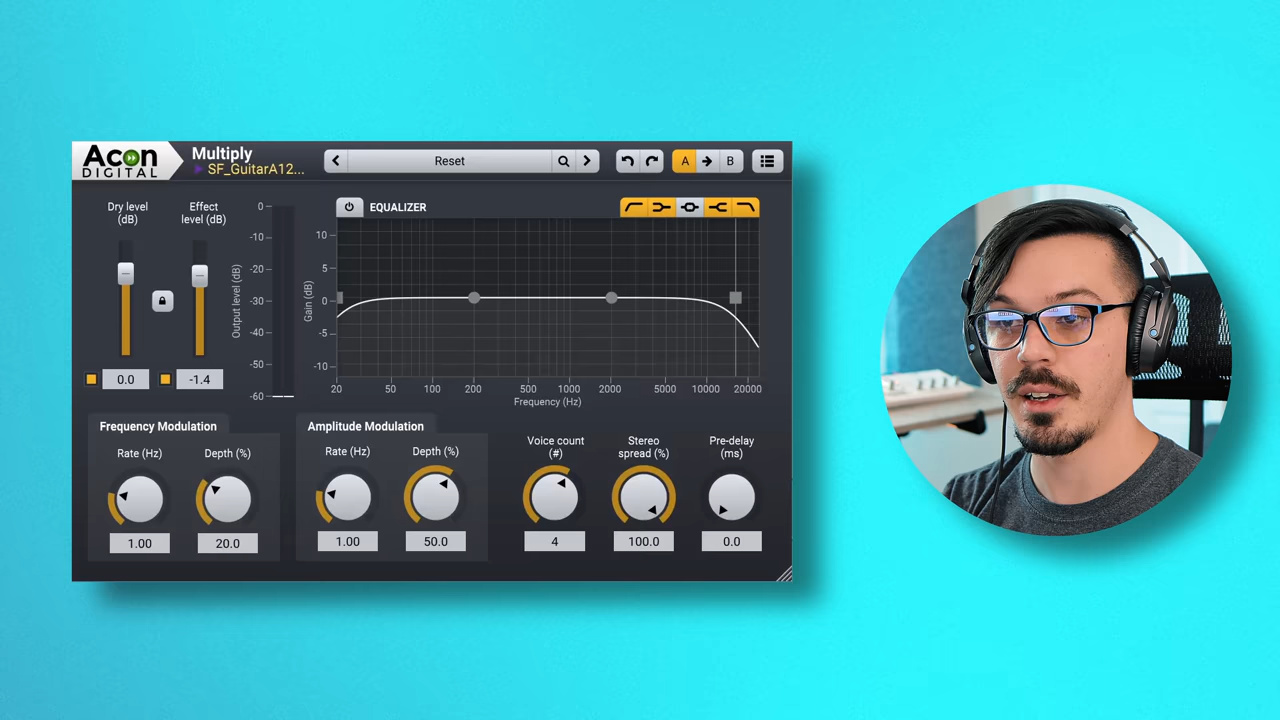 Acon
DIGITAL
Multiply
SF_GuitarA12...
Reset
A
B
Dry level
(dB)
Effect
level (dB)
0.0
-1.4
Output level (dB)
0
-10
-20
-30
-40
-50
-60
EQUALIZER
Gain (dB)
10
5
0
-5
-10
20 50 100 200 500 1000 2000 5000 10000 20000
Frequency (Hz)
Frequency Modulation
Rate (Hz)
Depth (%)
1.00
20.0
Amplitude Modulation
Rate (Hz)
Depth (%)
1.00
50.0
Voice count
(#)
4
Stereo
spread (%)
100.0
Pre-delay
(ms)
0.0